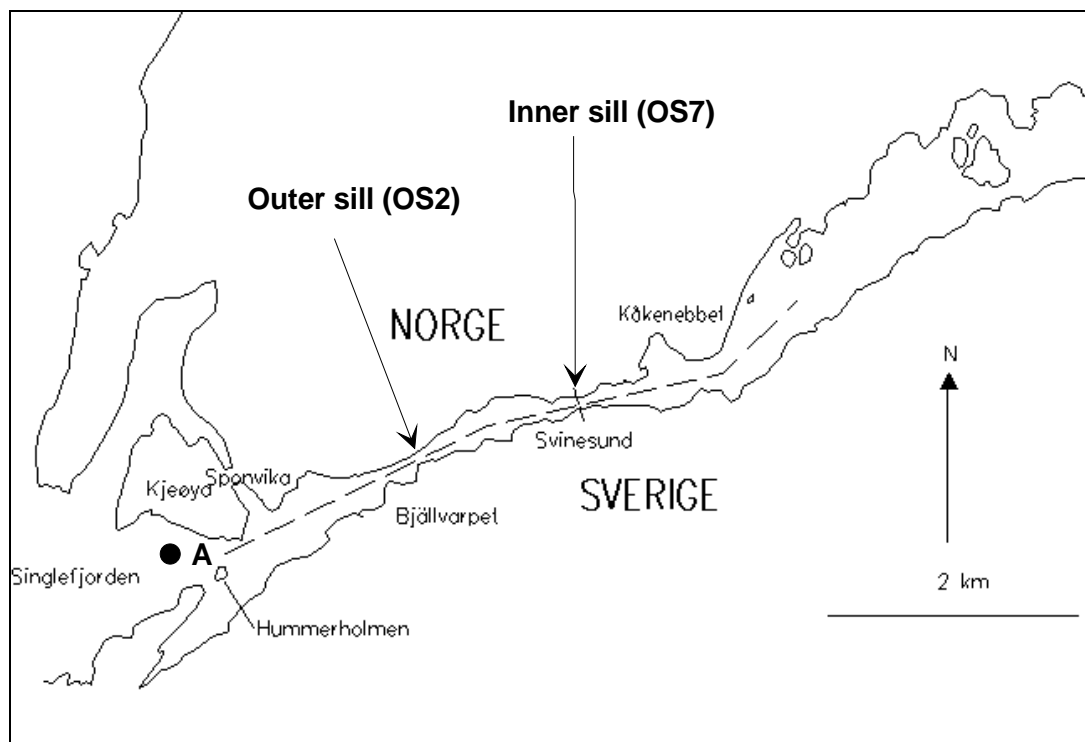 Inner sill (OS7)
Outer sill (OS2)
NORGE
Kåkenebbet
N
Svinesund
Sponvika
Kjeøya
SVERIGE
Bjällvarpet
A
Singlefjorden
2 km
Hummerholmen